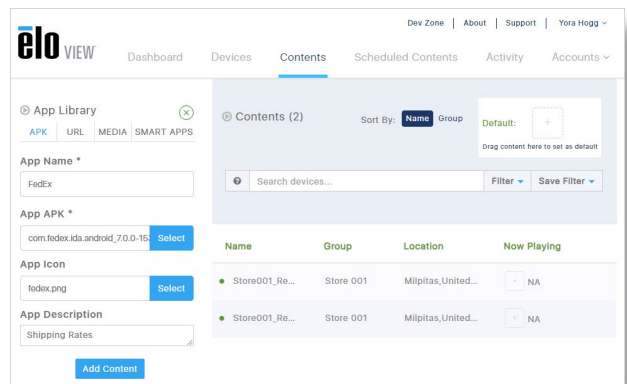 Dev Zone | About | Support | Yora Hogg
elo VIEW
Dashboard Devices Contents Scheduled Contents Activity Accounts
App Library
APK URL MEDIA SMART APPS
App Name *
FedEx
App APK *
com.fedex.ida.android_7.0.0-15 Select
App Icon
fedex.png Select
App Description
Shipping Rates
Add Content
Contents (2)
Sort By: Name Group
Default: +
Drag content here to set as default
? Search devices... Filter Save Filter
Name Group Location Now Playing
Store001_Re... Store 001 Milpitas,United... + NA
Store001_Re... Store 001 Milpitas,United... + NA